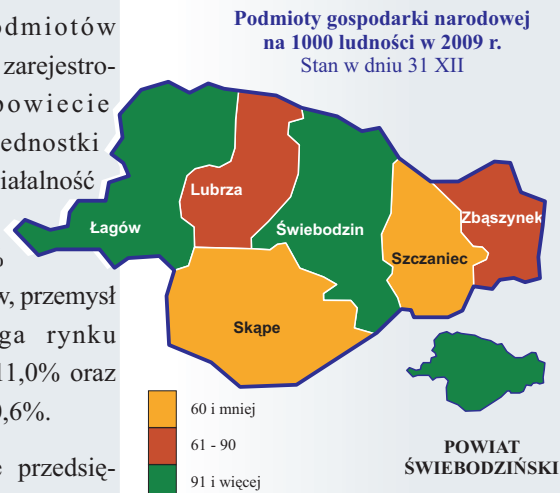 odmiotów
zarejestro-
powiecie
ednostki
iałalność
%
w, przemysł
ga rynku
11,0% oraz
0,6%.
e przedsię-
Podmioty gospodarki narodowej
na 1000 ludności w 2009 r.
Stan w dniu 31 XII
Lubrza
Łagów
Świebodzin
Zbąszynek
Szczaniec
Skąpe
60 i mniej
61 - 90
91 i więcej
POWIAT
ŚWIEBODZIŃSKI